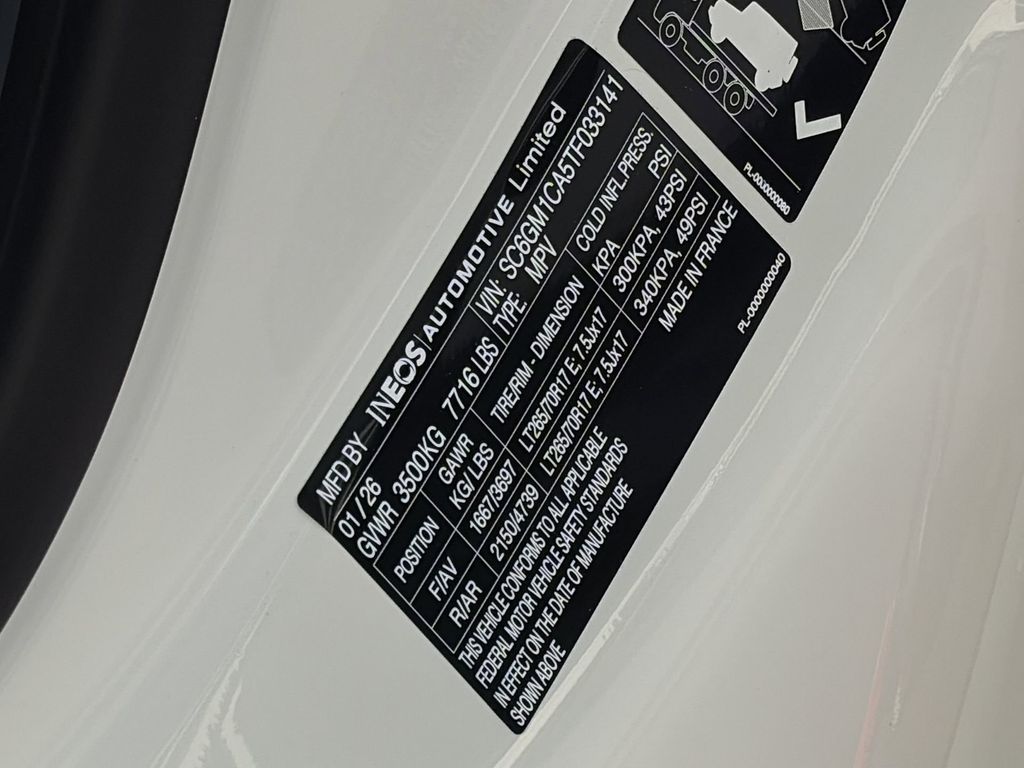 MFD BY INEOS | AUTOMOTIVE Limited
01 / 26 VIN: SC6GM1CA5TF033141
GVWR 3500KG 7716 LBS TYPE: MPV
POSITION GAWR KG/ LBS TIRE/RIM - DIMENSION COLD INFL. PRESS. KPA PSI
F/AV 1667/3697 LT265/70R17 E; 7.5Jx17 300KPA, 43PSI
R/AR 2150/4739 LT265/70R17 E; 7.5Jx17 340KPA, 49PSI
THIS VEHICLE CONFORMS TO ALL APPLICABLE MADE IN FRANCE
FEDERAL MOTOR VEHICLE SAFETY STANDARDS
IN EFFECT ON THE DATE OF MANUFACTURE
SHOWN ABOVE
PL-0000000040
PL-0000000080